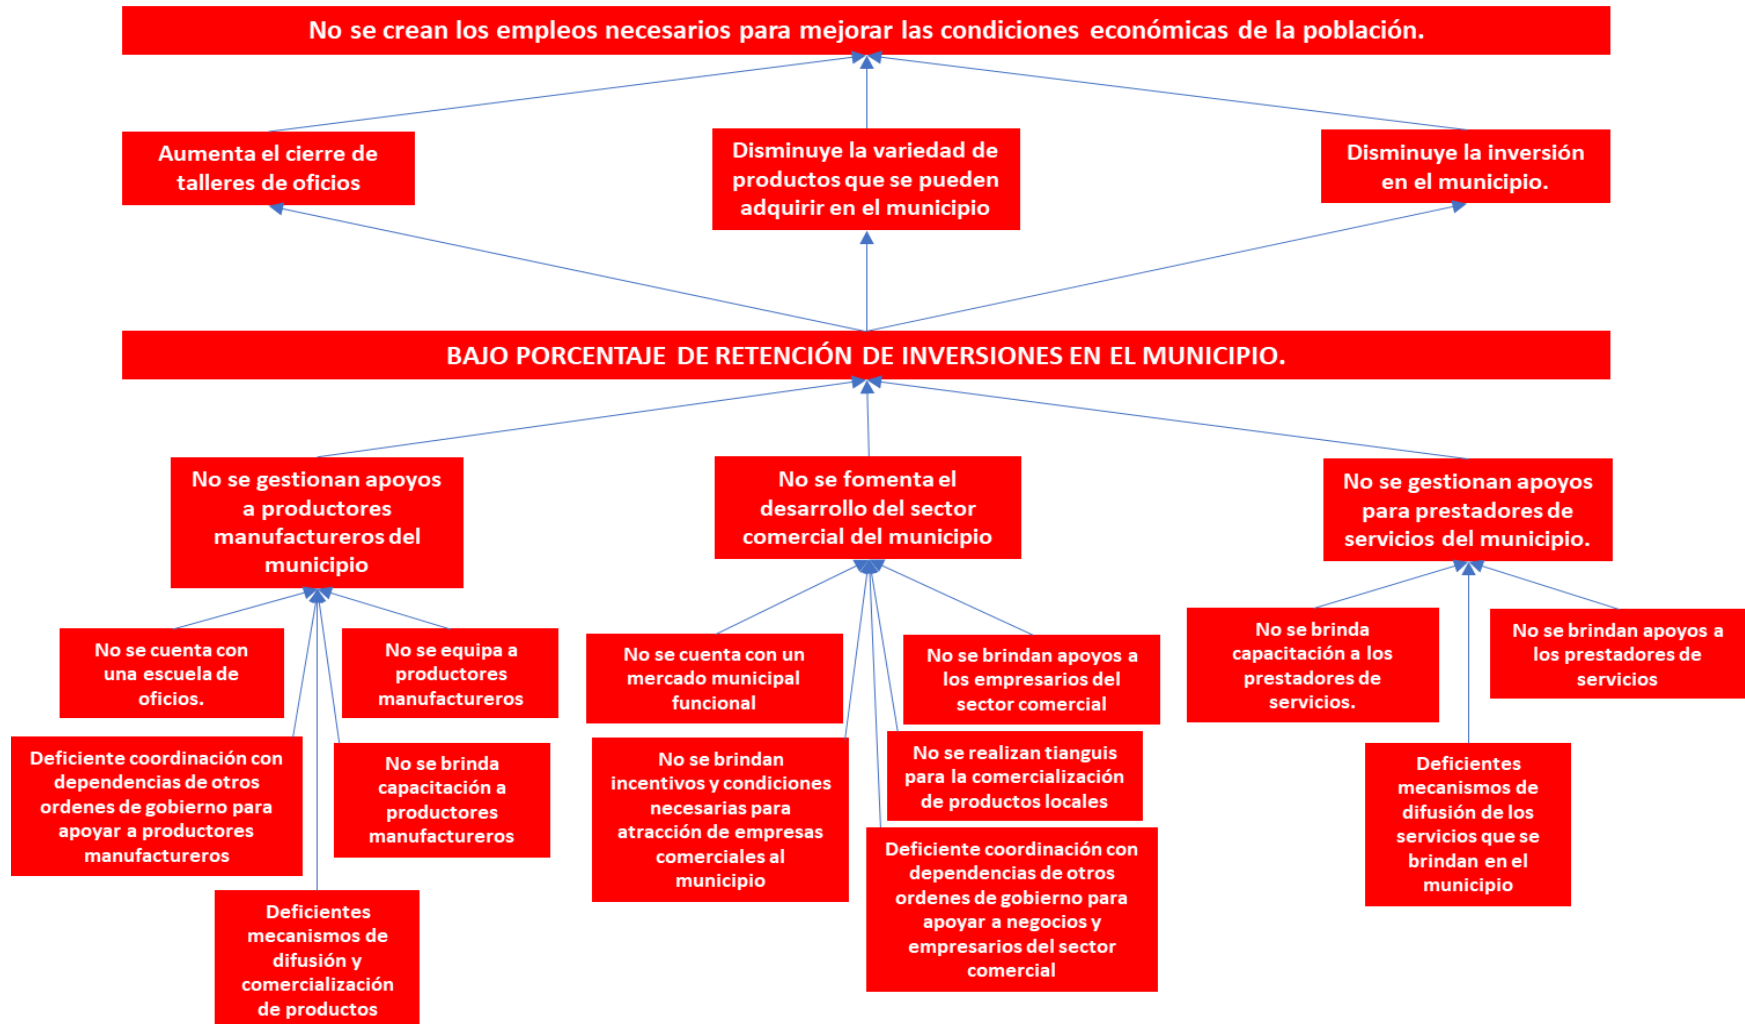 No se crean los empleos necesarios para mejorar las condiciones económicas de la población.
Aumenta el cierre de
talleres de oficios
Disminuye la variedad de
productos que se pueden
adquirir en el municipio
Disminuye la inversión
en el municipio.
BAJO PORCENTAJE DE RETENCIÓN DE INVERSIONES EN EL MUNICIPIO.
No se gestionan apoyos
a productores
manufactureros del
municipio
No se fomenta el
desarrollo del sector
comercial del municipio
No se gestionan apoyos
para prestadores de
servicios del municipio.
No se cuenta con
una escuela de
oficios.
No se equipa a
productores
manufactureros
Deficiente coordinación con
dependencias de otros
ordenes de gobierno para
apoyar a productores
manufactureros
No se brinda
capacitación a
productores
manufactureros
Deficientes
mecanismos de
difusión y
comercialización
de productos
No se cuenta con un
mercado municipal
funcional
No se brindan apoyos a
los empresarios del
sector comercial
No se brindan
incentivos y condiciones
necesarias para
atracción de empresas
comerciales al
municipio
No se realizan tianguis
para la comercialización
de productos locales
Deficiente coordinación con
dependencias de otros
ordenes de gobierno para
apoyar a negocios y
empresarios del sector
comercial
No se brinda
capacitación a los
prestadores de
servicios.
No se brindan apoyos a
los prestadores de
servicios
Deficientes
mecanismos de
difusión de los
servicios que se
brindan en el
municipio